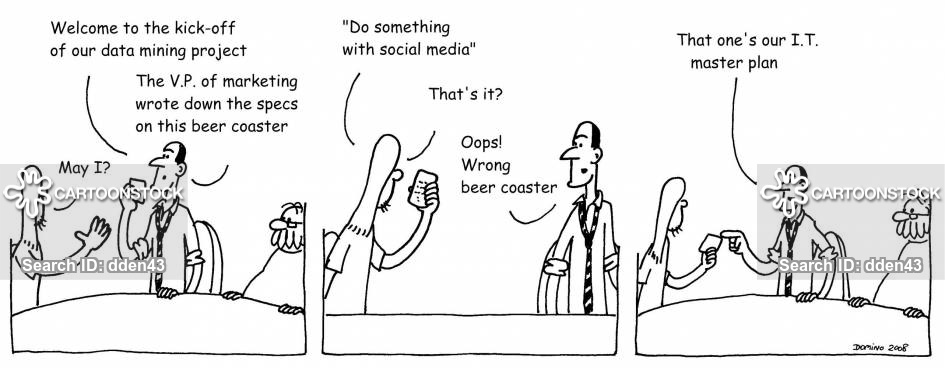 Welcome to the kick-off
of our data mining project
The V.P. of marketing
wrote down the specs
on this beer coaster
May I?
CARTOONSTOCK
Search ID: dden43
"Do something
with social media"
That's it?
Oops!
Wrong
beer coaster
That one's our I.T.
master plan
CARTOONSTOCK
Search ID: dden43
DOMINO 2008